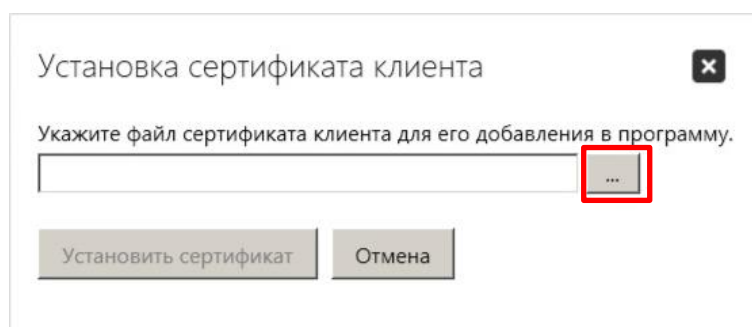 Установка сертификата клиента
Укажите файл сертификата клиента для его добавления в программу.
...
Установить сертификат Отмена